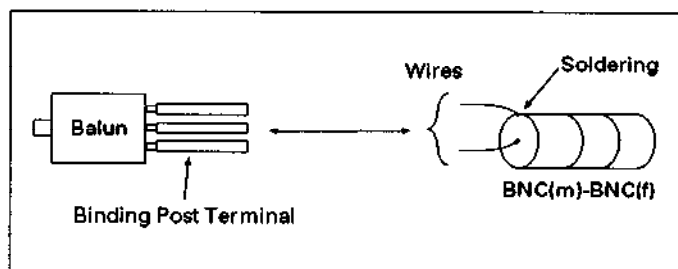 Wires
Soldering
Balun
Binding Post Terminal
BNC(m)-BNC(f)